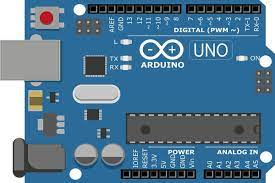 AREF
GND
13
12
~11
~10
~9
8
7
~6
~5
4
~3
2
TX-1
RX-0
DIGITAL (PWM ~)
L
TX
RX
UNO
ARDUINO
ON
POWER
ANALOG IN
IOREF
RESET
3.3V
5V
Gnd
Gnd
Vin
A0
A1
A2
A3
A4
A5